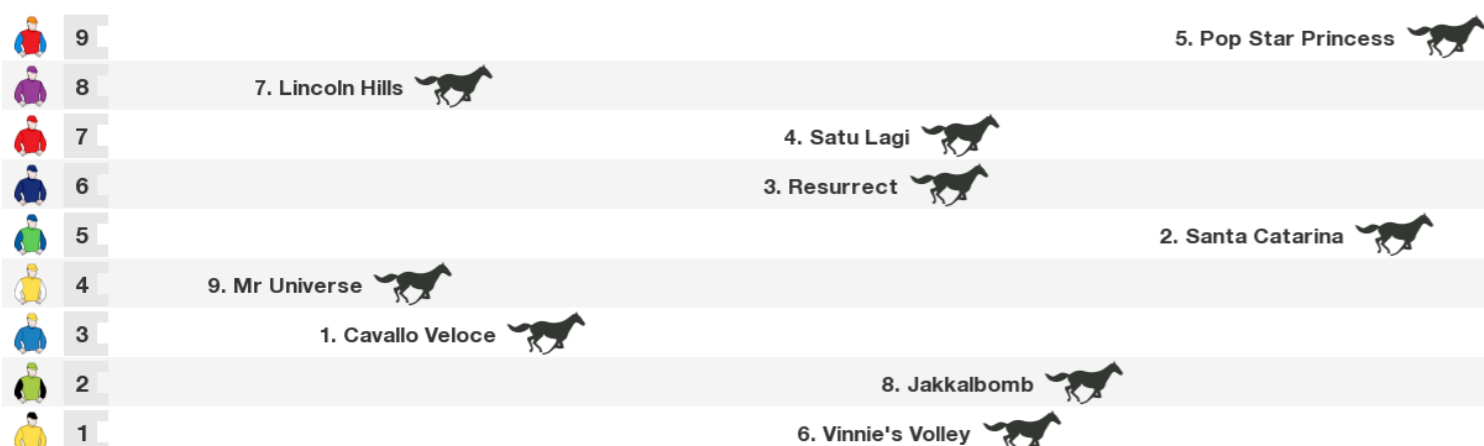 9 5. Pop Star Princess
8 7. Lincoln Hills
7 4. Satu Lagi
6 3. Resurrect
5 2. Santa Catarina
4 9. Mr Universe
3 1. Cavallo Veloce
2 8. Jakkalbomb
1 6. Vinnie's Volley